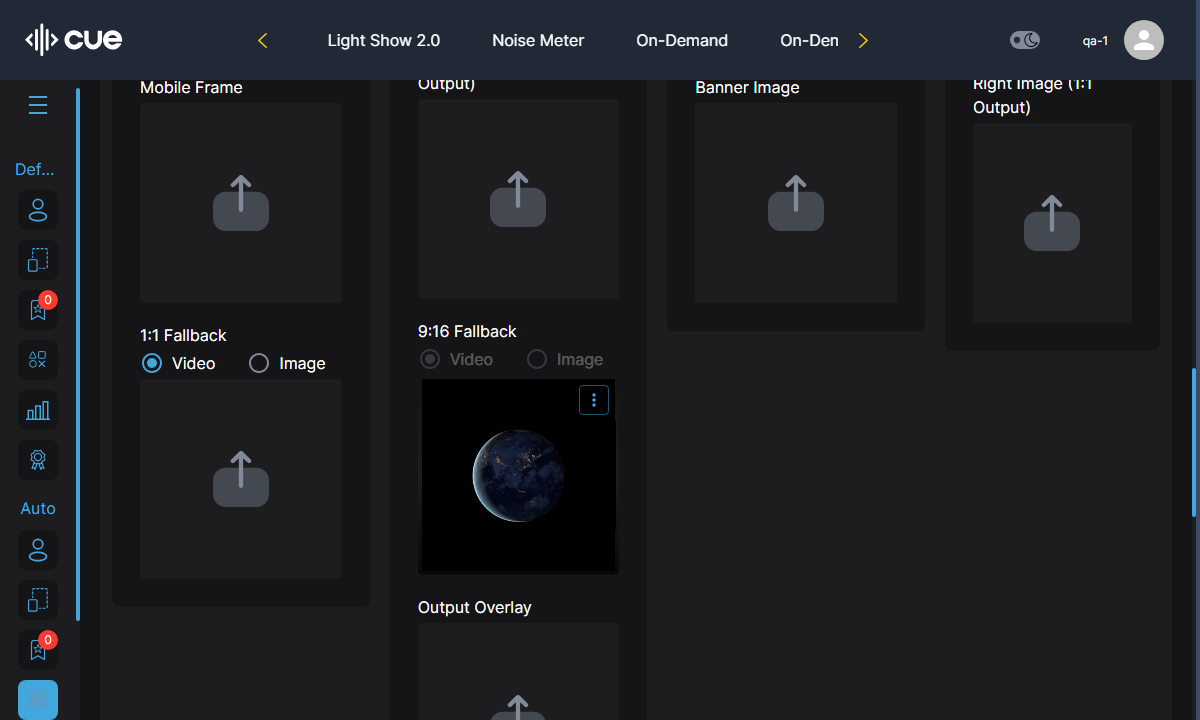 cue
Light Show 2.0
Noise Meter
On-Demand
On-Den
qa-1
Def...
0
Auto
0
Mobile Frame
1:1 Fallback
Video
Image
Output)
9:16 Fallback
Video
Image
Output Overlay
Banner Image
Right Image (1:1
Output)